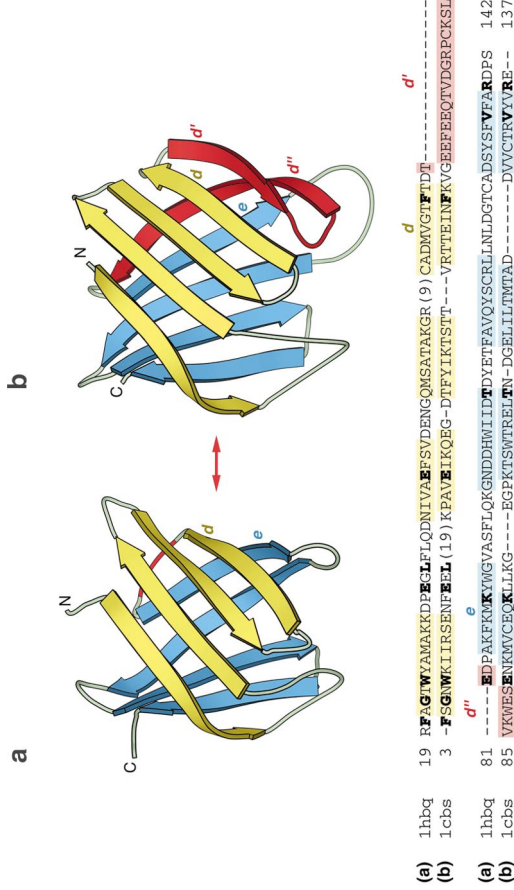 a
b
N
C
d
e
N
C
d'
d
e
d''
d
d'
(a) 1hbq 19 RFAGTWYAMAKKDPEGLFLQDNIVAEFSVDENGQMSATAKGR(9)CADMVGTFTDT--------------------
(b) 1cbs 3 -FSGNWKIIRSENFEEL(19)KPAVEIKQEG-DTFYIKTSTT---VRTTEINFKVGEEFEEQTVDGRPCKSL
d''
e
(a) 1hbq 81 -----EDPAKFKMKYWGVASFLQKGNDDHWIIDTDYETFAVQYSCRLLNLDGTCADSYSFVFARDPS 142
(b) 1cbs 85 VKWESENKMVCEQKLLKG----EGPKTSWTRELTN-DGELILTMTAD------DVVCTRVYVRE-- 137